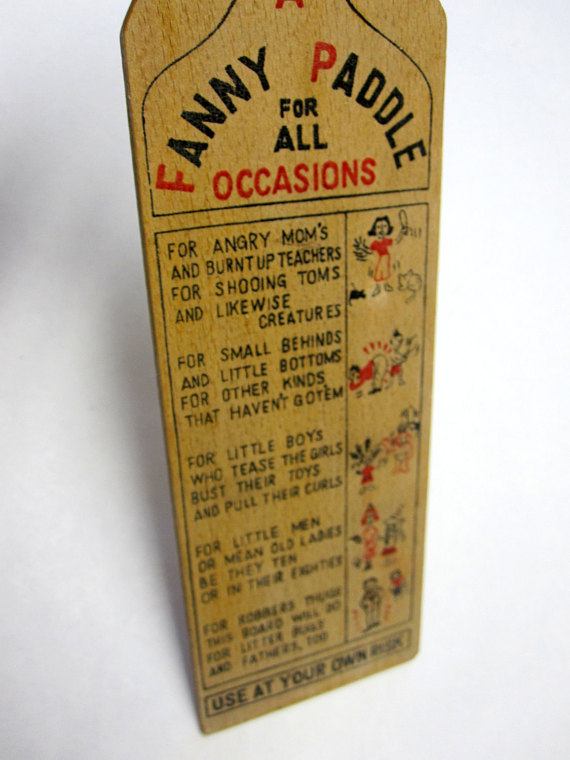 A
FANNY PADDLE
FOR
ALL
OCCASIONS
FOR ANGRY MOM'S
AND BURNT UP TEACHERS
FOR SHOOING TOMS
AND LIKEWISE
CREATURES
FOR SMALL BEHINDS
AND LITTLE BOTTOMS
FOR OTHER KINDS
THAT HAVEN'T GOT'EM
FOR LITTLE BOY'S
WHO TEASE THE GIRLS
BUST THEIR TOYS
AND PULL THEIR CURLS
FOR LITTLE MEN
OR MEAN OLD LADIES
BE THEY TEN
OR IN THEIR EIGHTIES
FOR ROBBERS THUGS
THIS BOARD WILL DO
FOR LITTER BUGS
AND FATHERS, TOO
USE AT YOUR OWN RISK